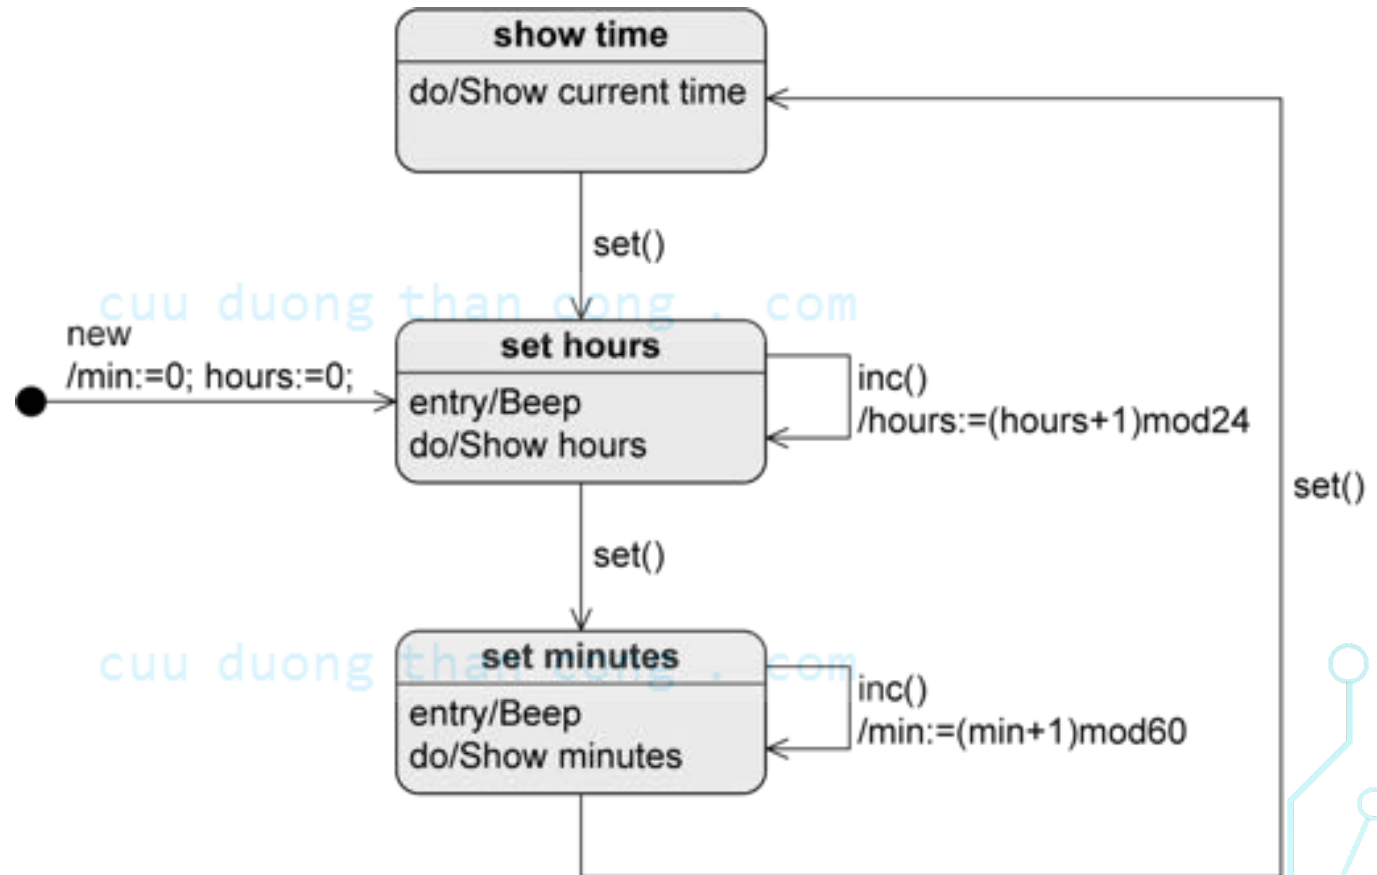 show time
do/Show current time
set()
cuu duong than cong . com
new
/min:=0; hours:=0;
set hours
entry/Beep
do/Show hours
inc()
/hours:=(hours+1)mod24
set()
set()
cuu duong than cong . com
set minutes
entry/Beep
do/Show minutes
inc()
/min:=(min+1)mod60